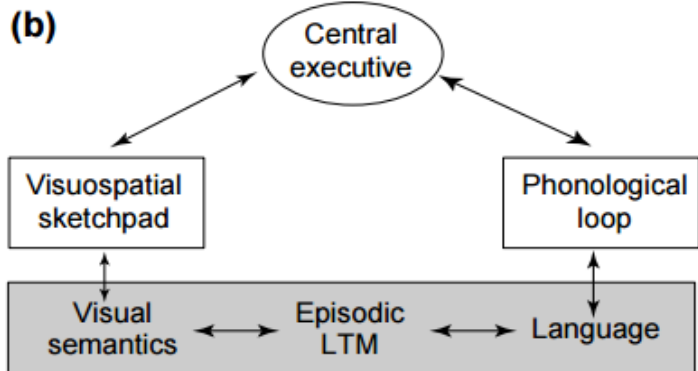 (b)
Central
executive
Visuospatial
sketchpad
Phonological
loop
Visual
semantics
Episodic
LTM
Language